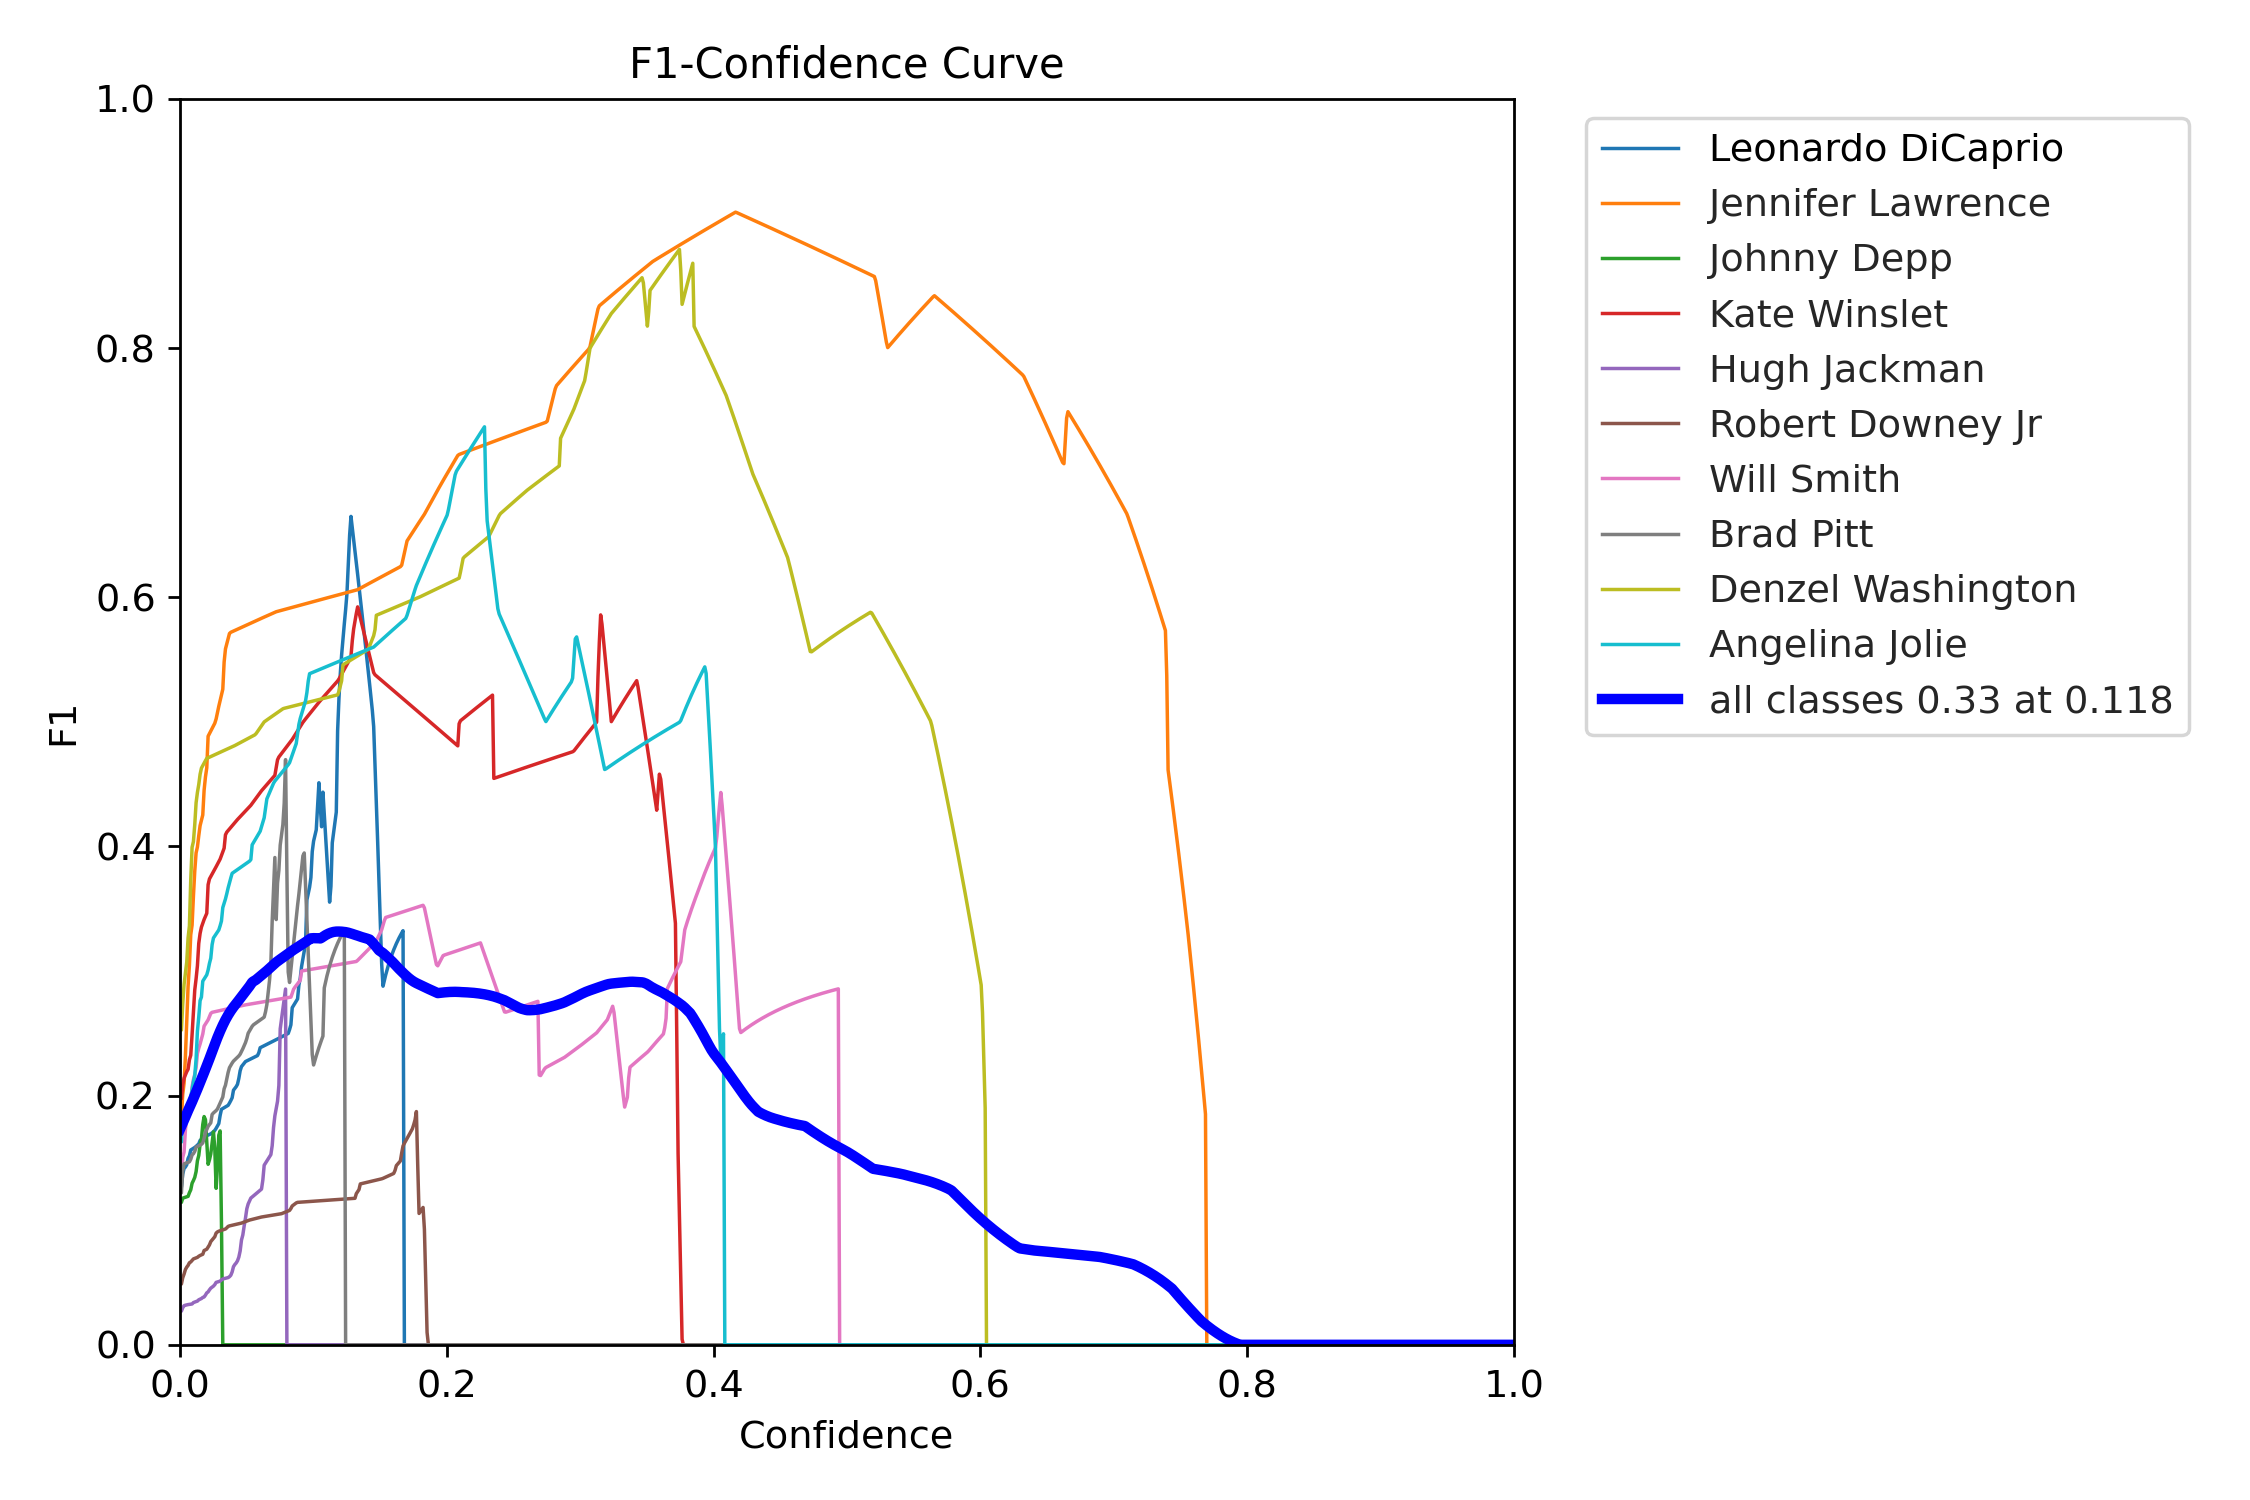 F1-Confidence Curve
1.0
0.8
0.6
0.4
0.2
0.0
F1
0.0 0.2 0.4 0.6 0.8 1.0
Confidence
Leonardo DiCaprio
Jennifer Lawrence
Johnny Depp
Kate Winslet
Hugh Jackman
Robert Downey Jr
Will Smith
Brad Pitt
Denzel Washington
Angelina Jolie
all classes 0.33 at 0.118